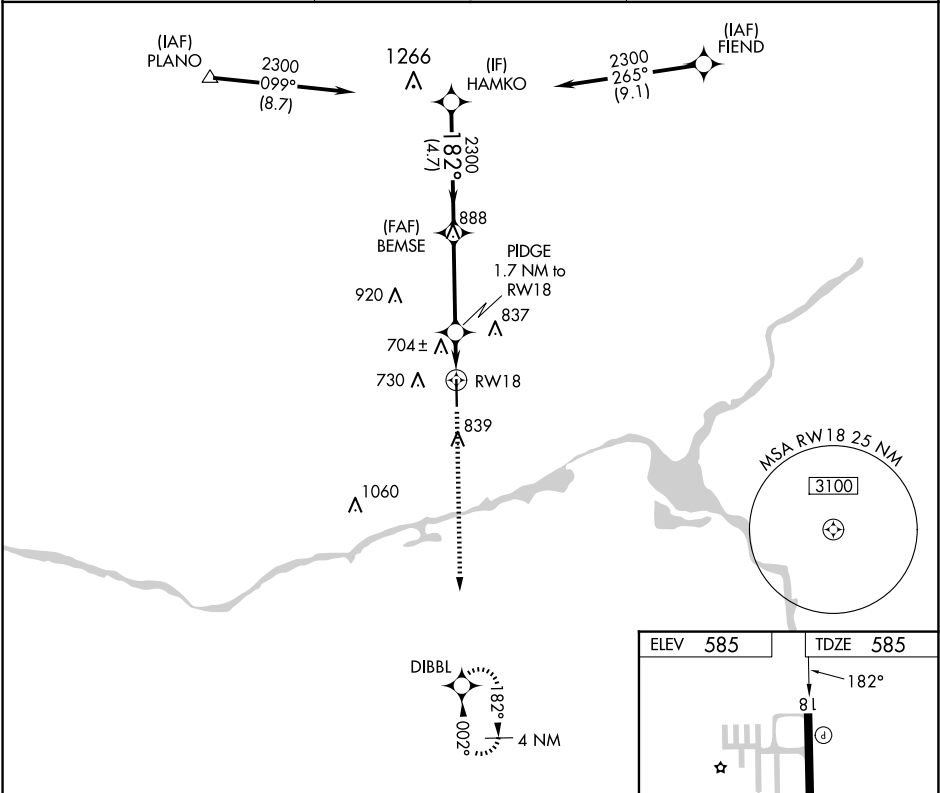 (IAF)
PLANO
2300
099°
(8.7)
1266
(IF)
HAMKO
2300
265°
(9.1)
(IAF)
FIEND
2300
182°
(4.7)
(FAF)
BEMSE
888
PIDGE
1.7 NM to
RW18
920
837
704±
730
RW18
839
1060
MSA RW18 25 NM
3100
DIBBL
182°
002°
4 NM
ELEV 585
TDZE 585
182°
18
P